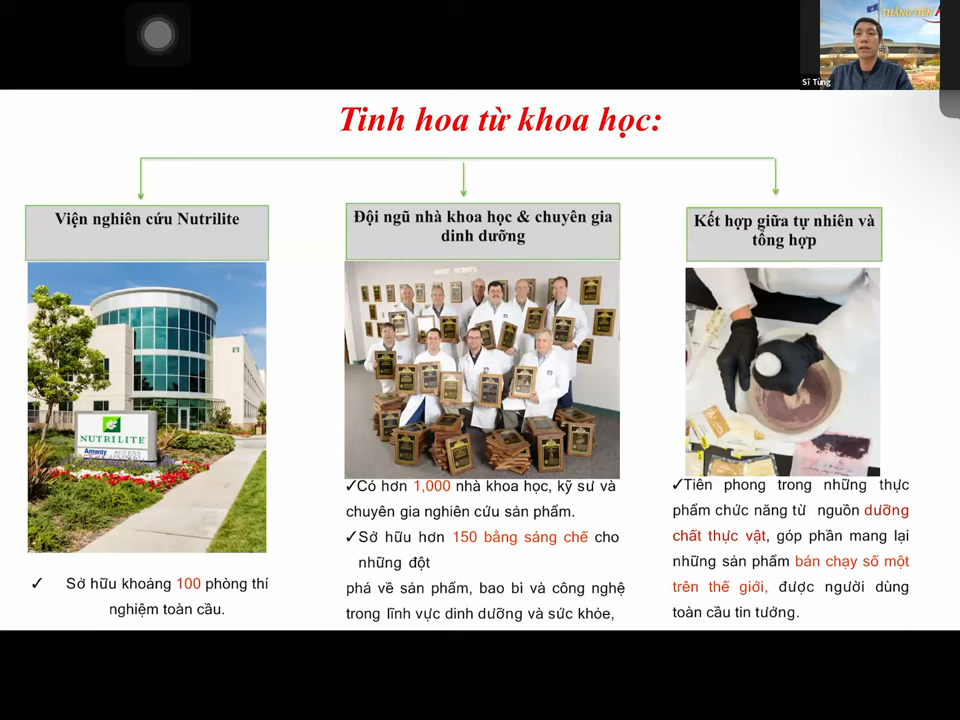 THẮNG TIẾN
Sĩ Tùng
Tinh hoa từ khoa học:
Viện nghiên cứu Nutrilite
Đội ngũ nhà khoa học & chuyên gia
dinh dưỡng
Kết hợp giữa tự nhiên và
tổng hợp
NUTRILITE
Amway
✓ Sở hữu khoảng 100 phòng thí
nghiệm toàn cầu.
✓Có hơn 1,000 nhà khoa học, kỹ sư và
chuyên gia nghiên cứu sản phẩm.
✓Sở hữu hơn 150 bằng sáng chế cho
những đột
phá về sản phẩm, bao bì và công nghệ
trong lĩnh vực dinh dưỡng và sức khỏe,
✓Tiên phong trong những thực
phẩm chức năng từ nguồn dưỡng
chất thực vật, góp phần mang lại
những sản phẩm bán chạy số một
trên thế giới, được người dùng
toàn cầu tin tưởng.